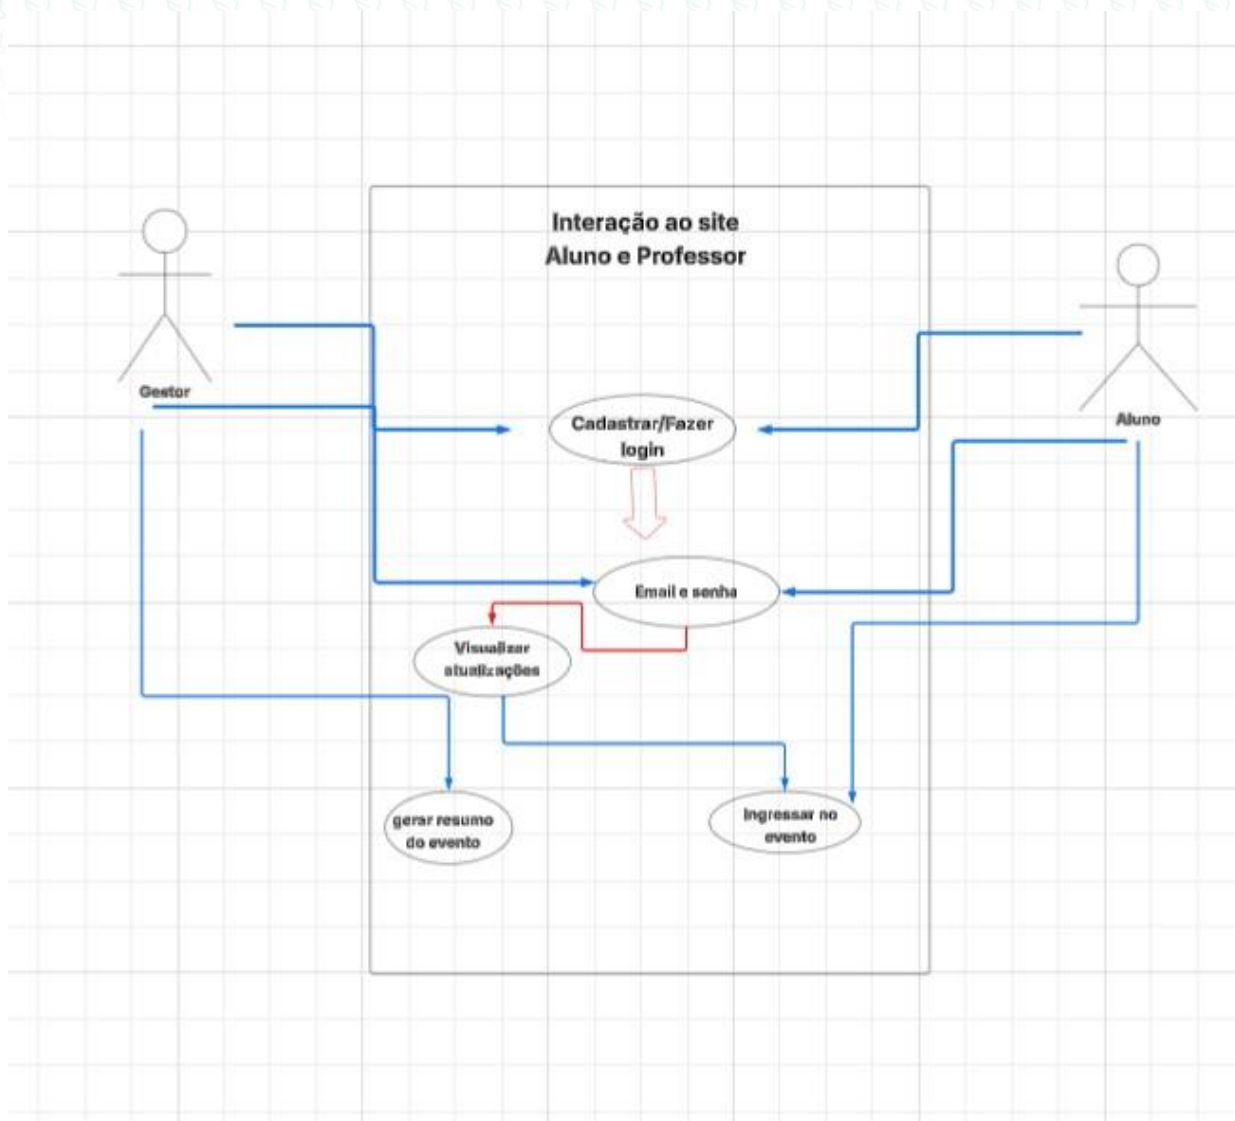 Interação ao site
Aluno e Professor
Gestor
Cadastrar/Fazer
login
Aluno
Email e senha
Visualizar
atualizações
gerar resumo
do evento
Ingressar no
evento